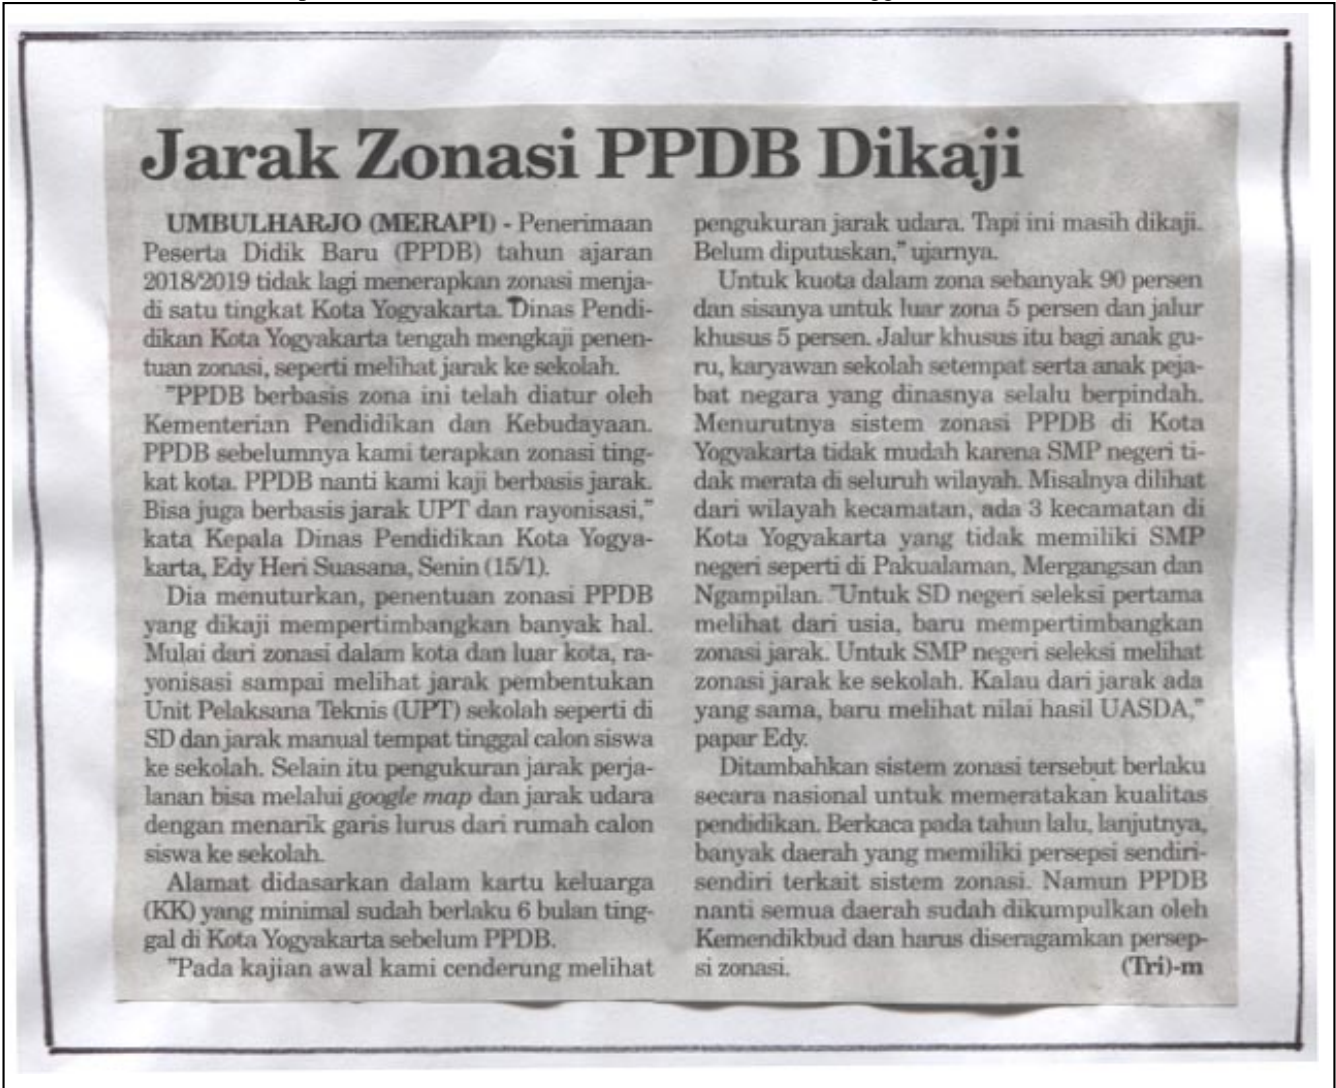 Jarak Zonasi PPDB Dikaji
UMBULHARJO (MERAPI) - Penerimaan
Peserta Didik Baru (PPDB) tahun ajaran
2018/2019 tidak lagi menerapkan zonasi menja-
di satu tingkat Kota Yogyakarta. Dinas Pendi-
dikan Kota Yogyakarta tengah mengkaji penen-
tuan zonasi, seperti melihat jarak ke sekolah.
"PPDB berbasis zona ini telah diatur oleh
Kementerian Pendidikan dan Kebudayaan.
PPDB sebelumnya kami terapkan zonasi ting-
kat kota. PPDB nanti kami kaji berbasis jarak.
Bisa juga berbasis jarak UPT dan rayonisasi,"
kata Kepala Dinas Pendidikan Kota Yogya-
karta, Edy Heri Suasana, Senin (15/1).
Dia menuturkan, penentuan zonasi PPDB
yang dikaji mempertimbangkan banyak hal.
Mulai dari zonasi dalam kota dan luar kota, ra-
yonisasi sampai melihat jarak pembentukan
Unit Pelaksana Teknis (UPT) sekolah seperti di
SD dan jarak manual tempat tinggal calon siswa
ke sekolah. Selain itu pengukuran jarak perja-
lanan bisa melalui google map dan jarak udara
dengan menarik garis lurus dari rumah calon
siswa ke sekolah.
Alamat didasarkan dalam kartu keluarga
(KK) yang minimal sudah berlaku 6 bulan ting-
gal di Kota Yogyakarta sebelum PPDB.
"Pada kajian awal kami cenderung melihat
pengukuran jarak udara. Tapi ini masih dikaji.
Belum diputuskan," ujarnya.
Untuk kuota dalam zona sebanyak 90 persen
dan sisanya untuk luar zona 5 persen dan jalur
khusus 5 persen. Jalur khusus itu bagi anak gu-
ru, karyawan sekolah setempat serta anak peja-
bat negara yang dinasnya selalu berpindah.
Menurutnya sistem zonasi PPDB di Kota
Yogyakarta tidak mudah karena SMP negeri ti-
dak merata di seluruh wilayah. Misalnya dilihat
dari wilayah kecamatan, ada 3 kecamatan di
Kota Yogyakarta yang tidak memiliki SMP
negeri seperti di Pakualaman, Mergangsan dan
Ngampilan. "Untuk SD negeri seleksi pertama
melihat dari usia, baru mempertimbangkan
zonasi jarak. Untuk SMP negeri seleksi melihat
zonasi jarak ke sekolah. Kalau dari jarak ada
yang sama, baru melihat nilai hasil UASDA,"
papar Edy.
Ditambahkan sistem zonasi tersebut berlaku
secara nasional untuk memeratakan kualitas
pendidikan. Berkaca pada tahun lalu, lanjutnya,
banyak daerah yang memiliki persepsi sendiri-
sendiri terkait sistem zonasi. Namun PPDB
nanti semua daerah sudah dikumpulkan oleh
Kemendikbud dan harus diseragamkan persep-
si zonasi. (Tri)-m